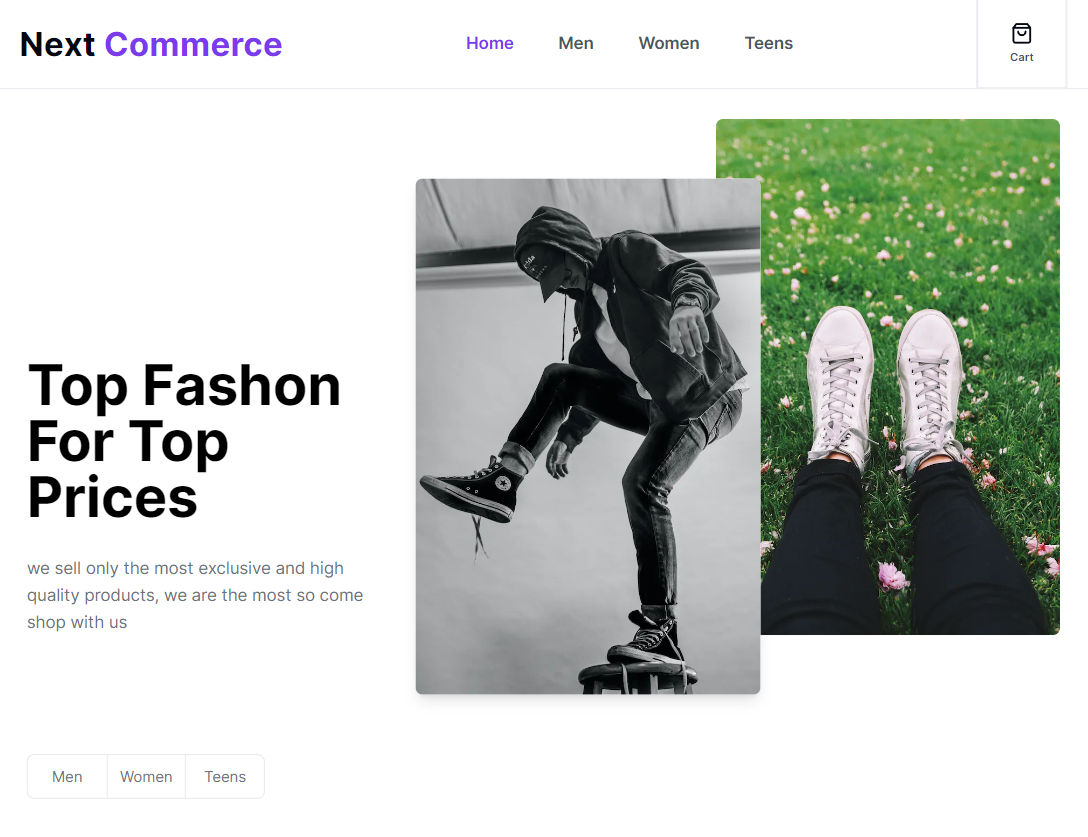 Next Commerce
Home Men Women Teens
Cart
Top Fashon
For Top
Prices
we sell only the most exclusive and high
quality products, we are the most so come
shop with us
Men Women Teens